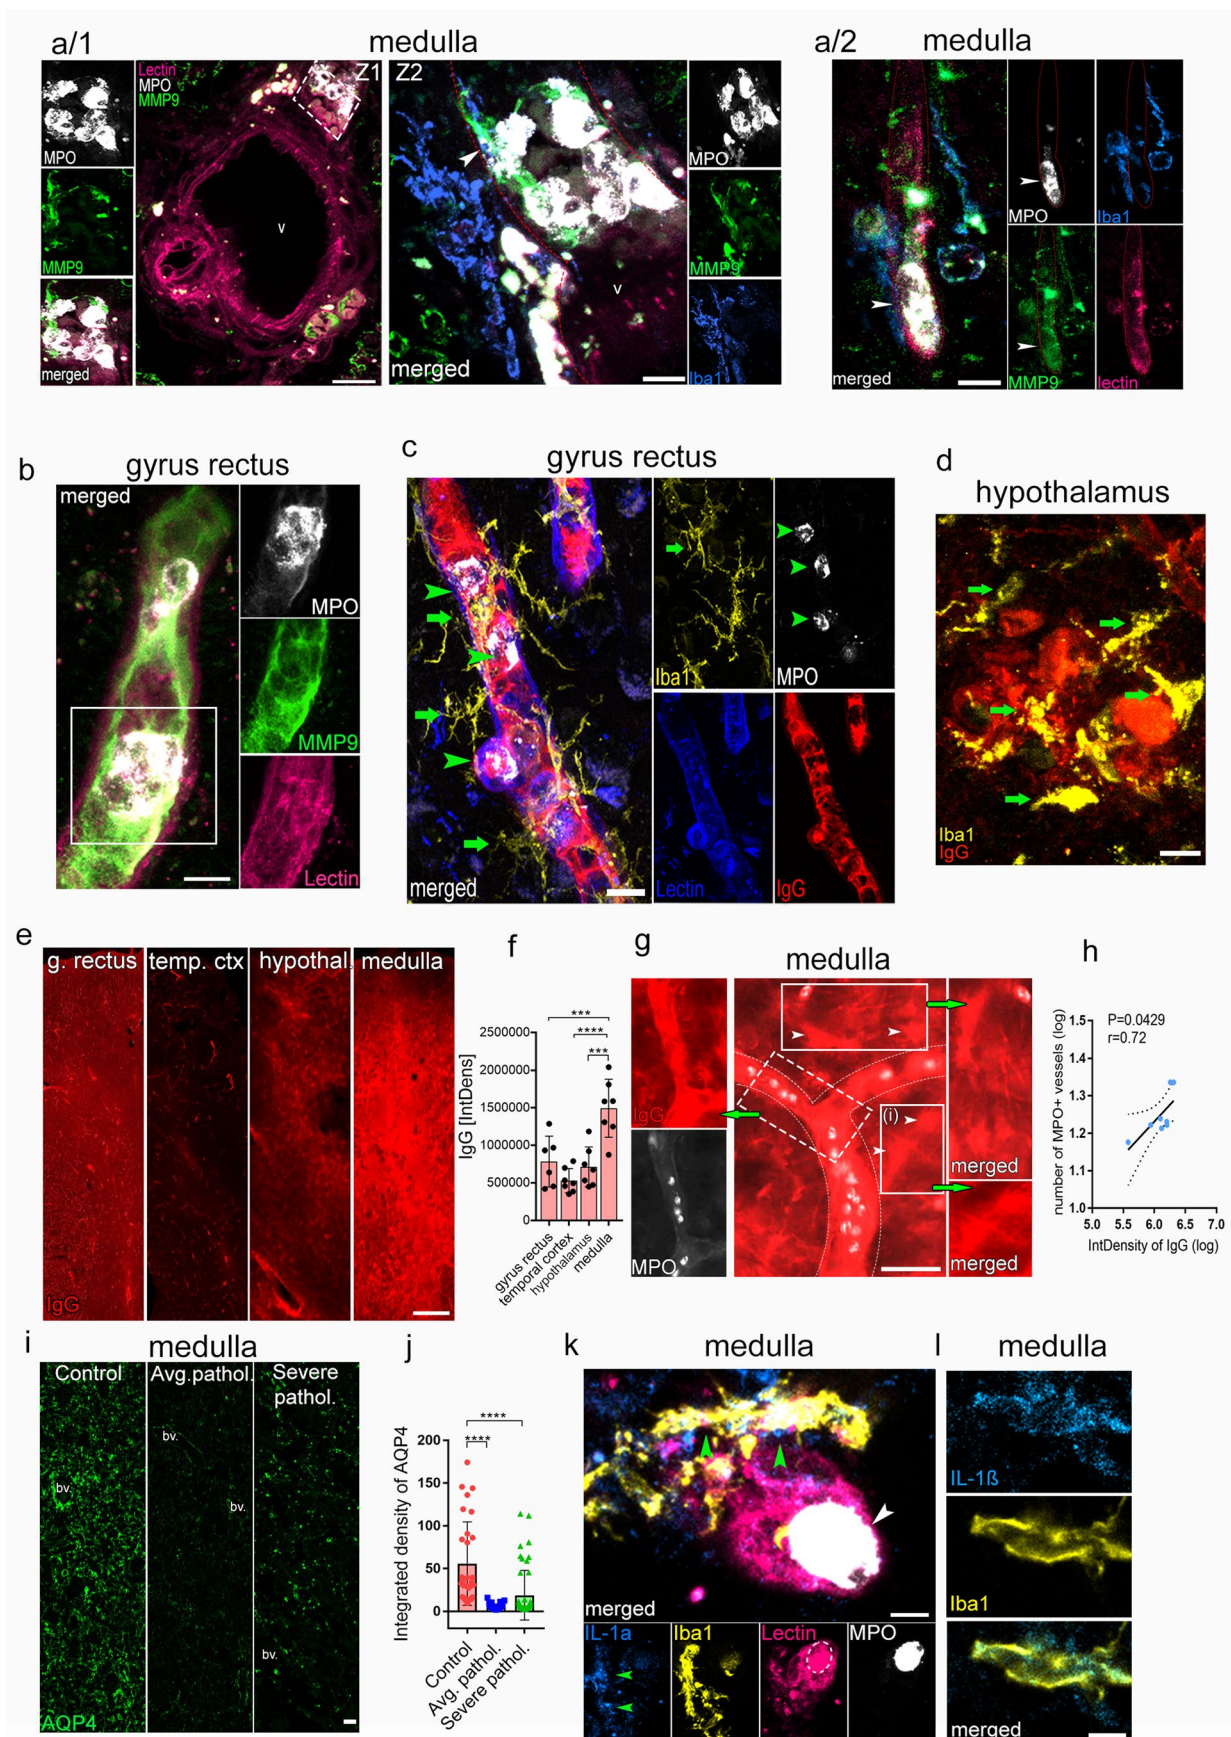 a/1
medulla
Lectin
MPO
MMP9
Z1
Z2
MPO
MMP9
merged
v
merged
v
MPO
MMP9
Iba1
a/2
medulla
merged
MPO
Iba1
MMP9
lectin
b
gyrus rectus
merged
MPO
MMP9
Lectin
c
gyrus rectus
merged
Iba1
MPO
Lectin
IgG
d
hypothalamus
Iba1
IgG
e
g. rectus
temp. ctx
hypothal.
medulla
IgG
f
IgG [IntDens]
2500000
2000000
1500000
1000000
500000
0
***
****
***
gyrus rectus
temporal cortex
hypothalamus
medulla
g
medulla
IgG
MPO
(i)
merged
merged
h
P=0.0429
r=0.72
number of MPO+ vessels (log)
1.5
1.4
1.3
1.2
1.1
1.0
5.0 5.5 6.0 6.5 7.0
IntDensity of IgG (log)
i
medulla
Control
Avg.pathol.
Severe
pathol.
bv.
bv.
bv.
bv.
AQP4
j
Integrated density of AQP4
200
150
100
50
0
****
****
Control
Avg. pathol.
Severe pathol.
k
medulla
merged
IL-1a
Iba1
Lectin
MPO
l
medulla
IL-1ß
Iba1
merged